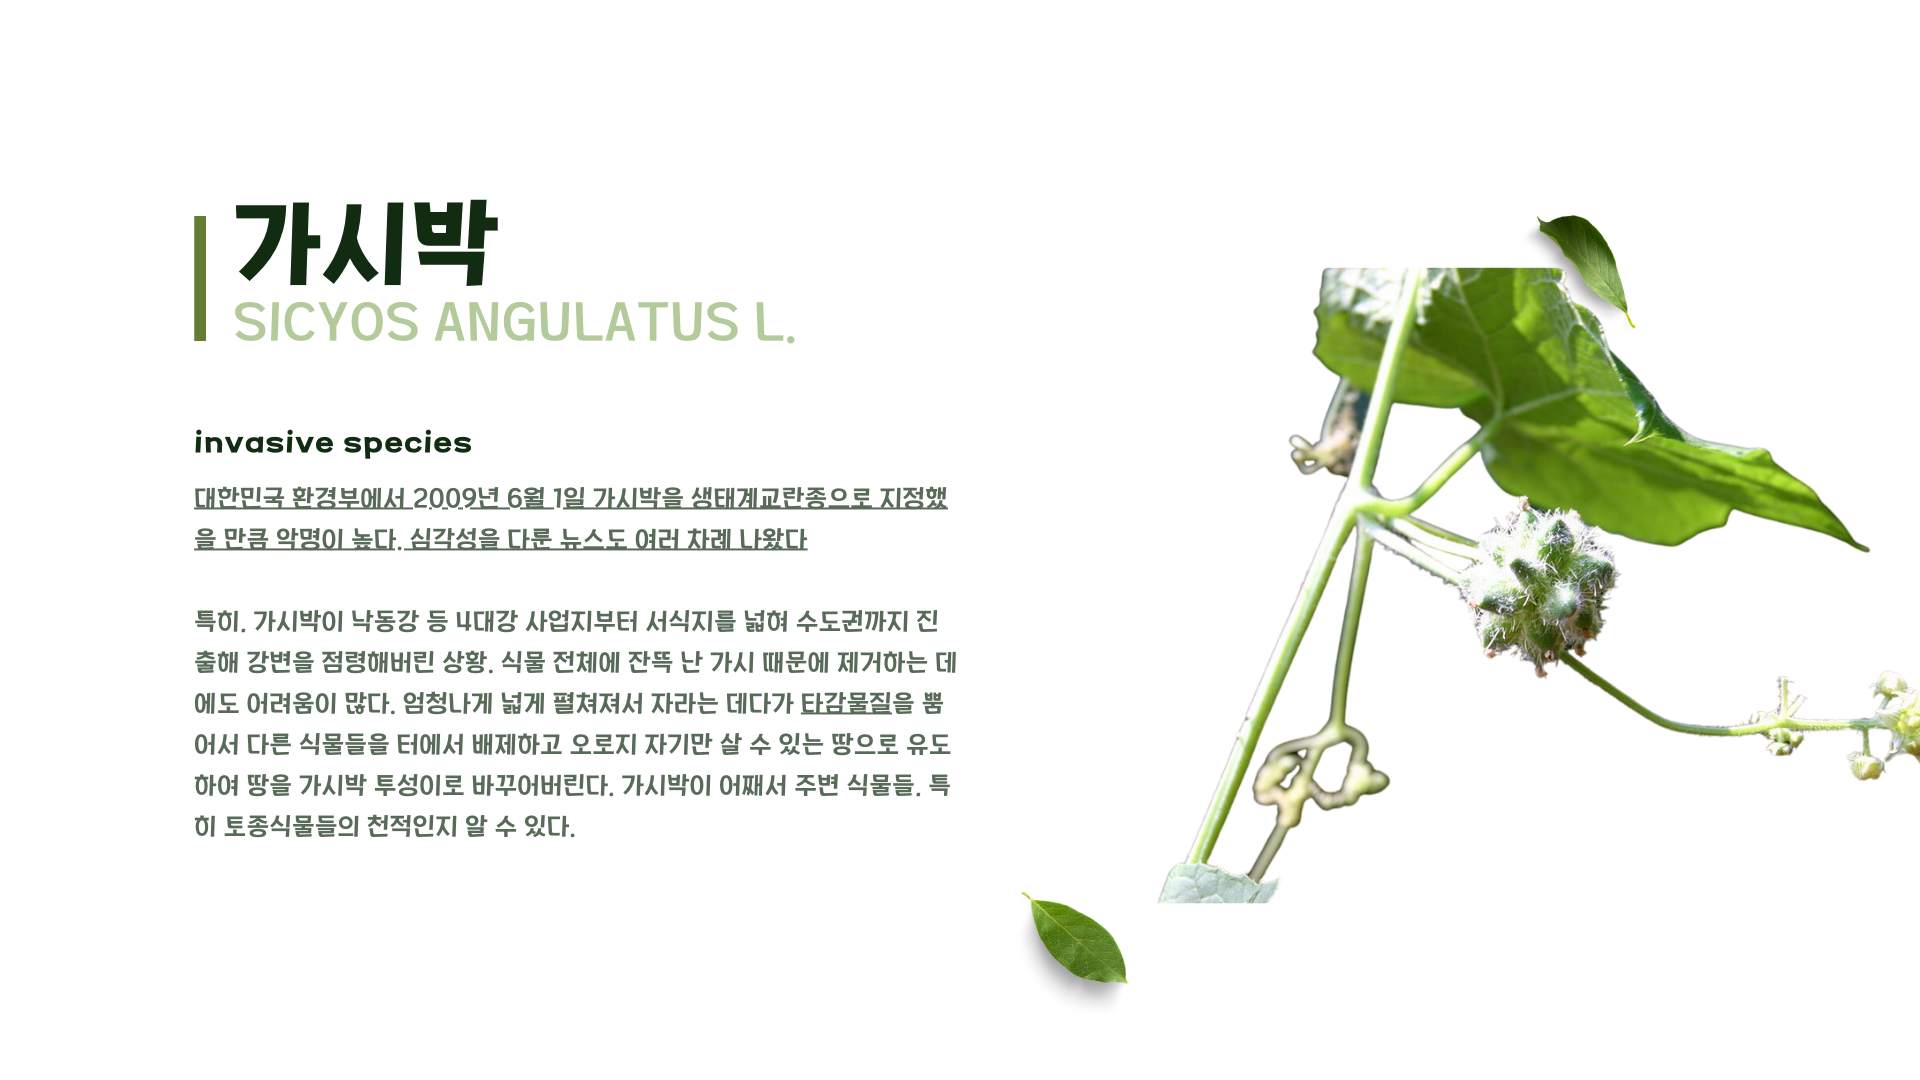 가시박
SICYOS ANGULATUS L.
invasive species
대한민국 환경부에서 2009년 6월 1일 가시박을 생태계교란종으로 지정했
을 만큼 악명이 높다. 심각성을 다룬 뉴스도 여러 차례 나왔다
특히. 가시박이 낙동강 등 4대강 사업지부터 서식지를 넓혀 수도권까지 진
출해 강변을 점령해버린 상황. 식물 전체에 잔뜩 난 가시 때문에 제거하는 데
에도 어려움이 많다. 엄청나게 넓게 펼쳐져서 자라는 데다가 타감물질을 뿜
어서 다른 식물들을 터에서 배제하고 오로지 자기만 살 수 있는 땅으로 유도
하여 땅을 가시박 투성이로 바꾸어버린다. 가시박이 어째서 주변 식물들. 특
히 토종식물들의 천적인지 알 수 있다.